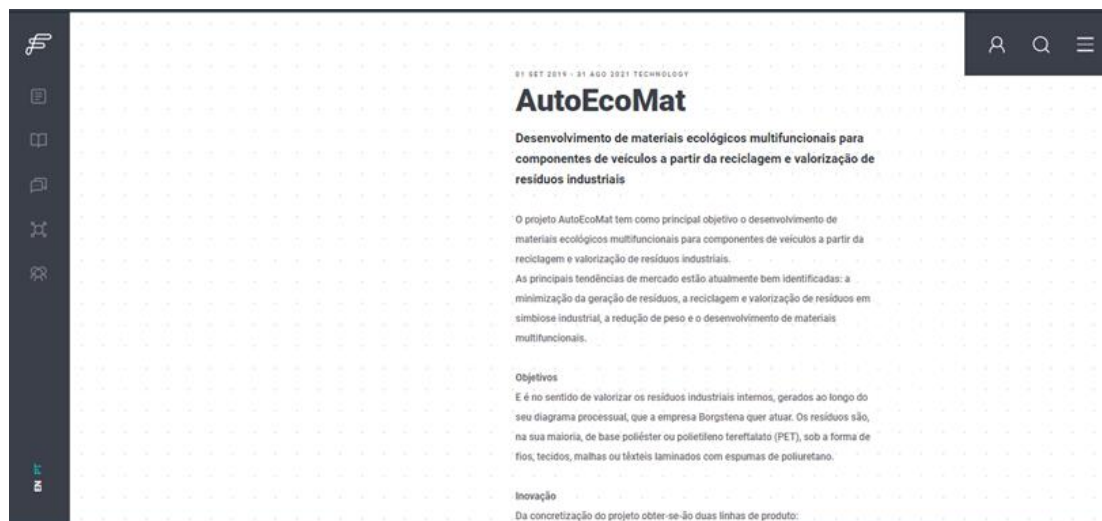 01 SET 2019 - 31 AGO 2021 TECHNOLOGY
AutoEcoMat
Desenvolvimento de materiais ecológicos multifuncionais para
componentes de veículos a partir da reciclagem e valorização de
resíduos industriais
O projeto AutoEcoMat tem como principal objetivo o desenvolvimento de
materiais ecológicos multifuncionais para componentes de veículos a partir da
reciclagem e valorização de resíduos industriais.
As principais tendências de mercado estão atualmente bem identificadas: a
minimização da geração de resíduos, a reciclagem e valorização de resíduos em
simbiose industrial, a redução de peso e o desenvolvimento de materiais
multifuncionais.
Objetivos
E é no sentido de valorizar os resíduos industriais internos, gerados ao longo do
seu diagrama processual, que a empresa Borgstena quer atuar. Os resíduos são,
na sua maioria, de base poliéster ou polietileno tereftalato (PET), sob a forma de
fios, tecidos, malhas ou têxteis laminados com espumas de poliuretano.
Inovação
Da concretização do projeto obter-se-ão duas linhas de produto:
EN PT